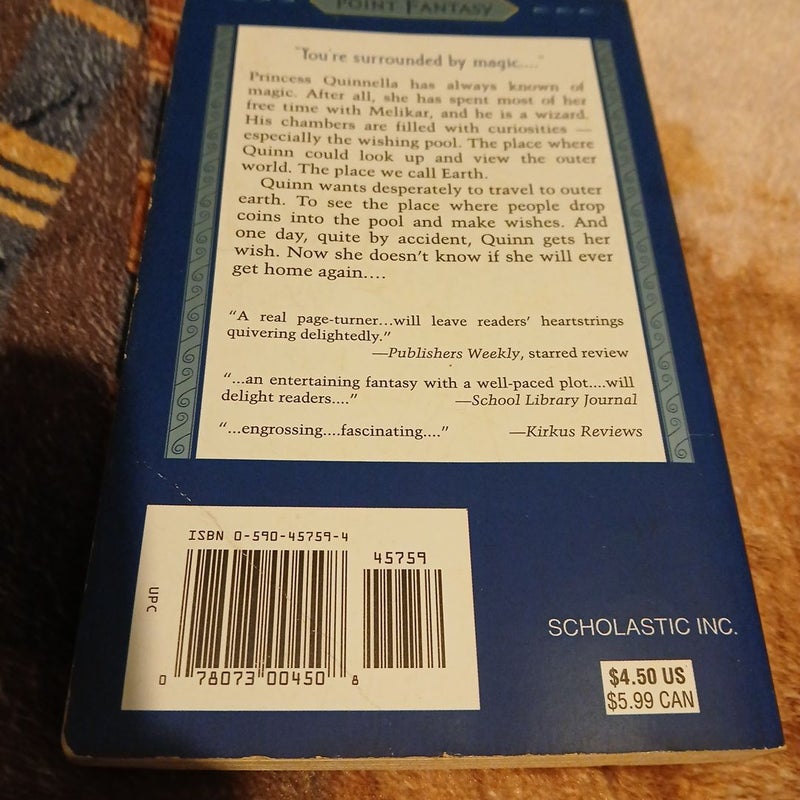 POINT FANTASY
"You're surrounded by magic...."
Princess Quinnella has always known of
magic. After all, she has spent most of her
free time with Melikar, and he is a wizard.
His chambers are filled with curiosities —
especially the wishing pool. The place where
Quinn could look up and view the outer
world. The place we call Earth.
Quinn wants desperately to travel to outer
earth. To see the place where people drop
coins into the pool and make wishes. And
one day, quite by accident, Quinn gets her
wish. Now she doesn't know if she will ever
get home again....
"A real page-turner...will leave readers' heartstrings
quivering delightedly."
—Publishers Weekly, starred review
"...an entertaining fantasy with a well-paced plot....will
delight readers...." —School Library Journal
"...engrossing....fascinating...." —Kirkus Reviews
ISBN 0-590-45759-4
45759
UPC
0 78073 00450 8
SCHOLASTIC INC.
$4.50 US
$5.99 CAN